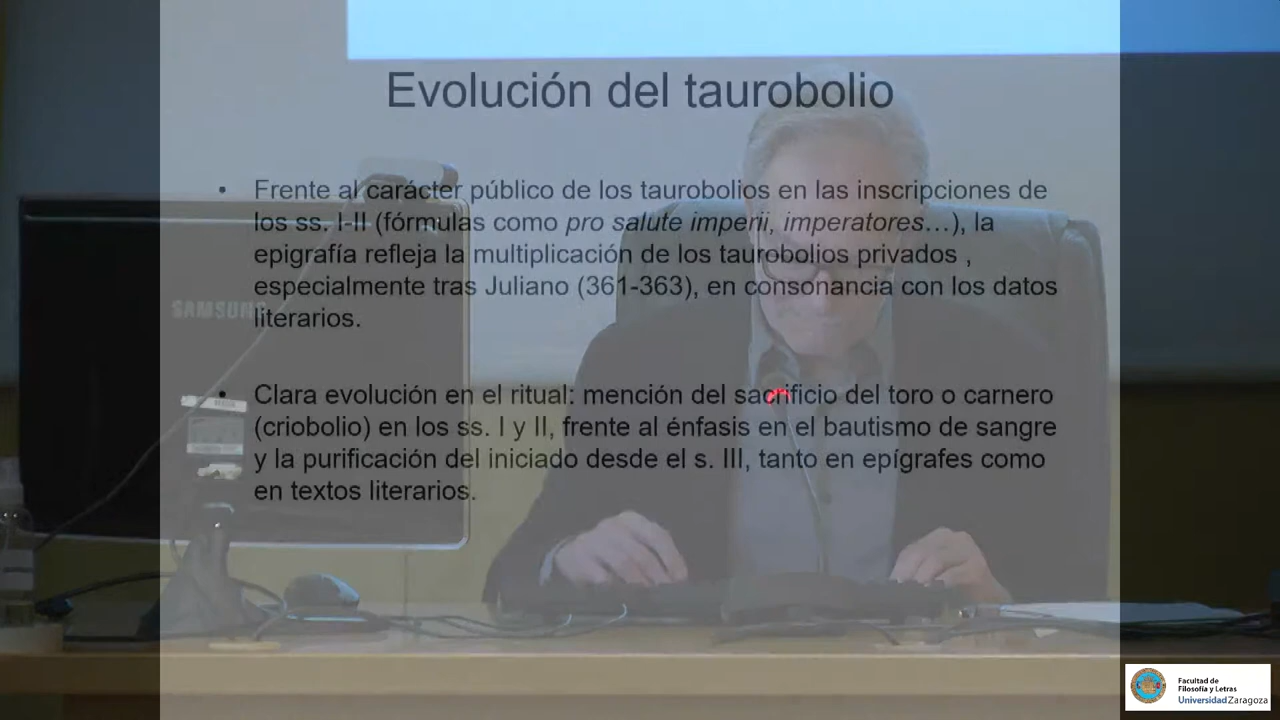 Evolución del taurobolio
• Frente al carácter público de los taurobolios en las inscripciones de
los ss. I-II (fórmulas como pro salute imperii, imperatores…), la
epigrafía refleja la multiplicación de los taurobolios privados ,
especialmente tras Juliano (361-363), en consonancia con los datos
literarios.
• Clara evolución en el ritual: mención del sacrificio del toro o carnero
(criobolio) en los ss. I y II, frente al énfasis en el bautismo de sangre
y la purificación del iniciado desde el s. III, tanto en epígrafes como
en textos literarios.
SAMSUNG
Facultad de
Filosofía y Letras
Universidad Zaragoza